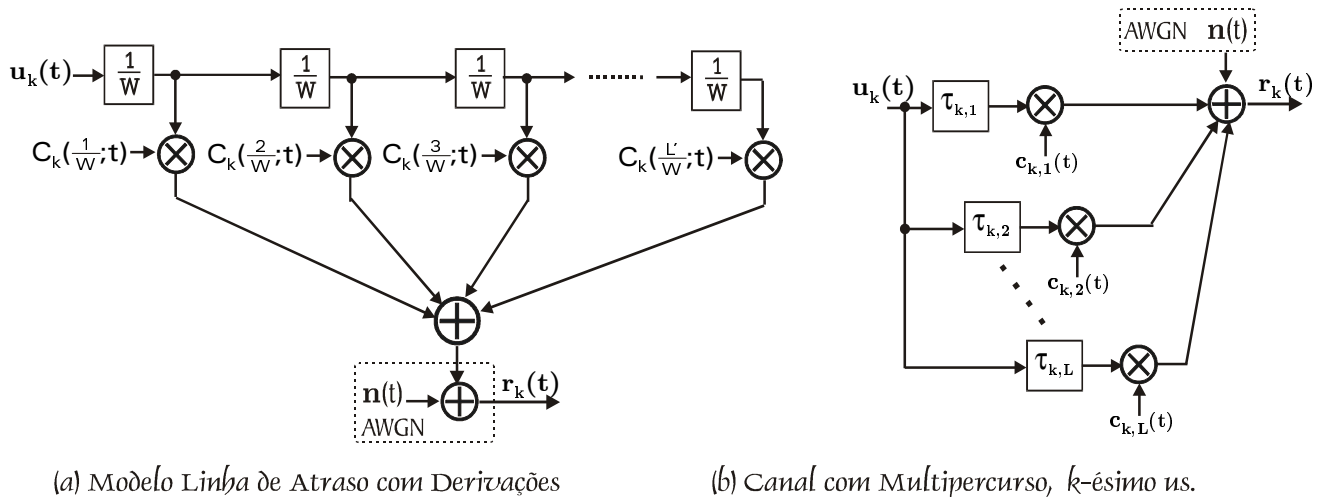 u_k(t)
1/W
1/W
1/W
1/W
C_k(1/W;t)
C_k(2/W;t)
C_k(3/W;t)
C_k(L'/W;t)
n(t)
AWGN
r_k(t)
(a) Modelo Linha de Atraso com Derivações
AWGN n(t)
u_k(t)
τ_k,1
r_k(t)
c_k,1(t)
τ_k,2
c_k,2(t)
τ_k,L
c_k,L(t)
(b) Canal com Multipercurso, k-ésimo us.